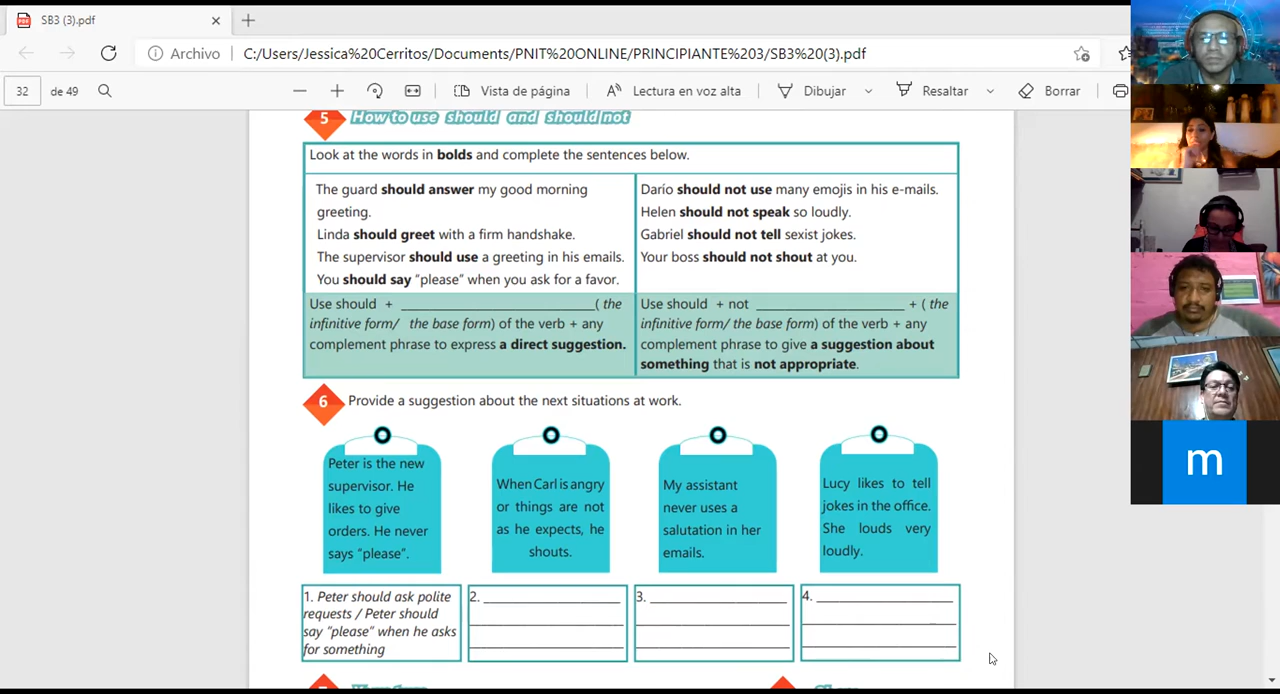 SB3 (3).pdf
Archivo
C:/Users/Jessica%20Cerritos/Documents/PNIT%20ONLINE/PRINCIPIANTE%203/SB3%20(3).pdf
32
de 49
Vista de página
Lectura en voz alta
Dibujar
Resaltar
Borrar
5
How to use should and should not
Look at the words in bolds and complete the sentences below.
The guard should answer my good morning
greeting.
Linda should greet with a firm handshake.
The supervisor should use a greeting in his emails.
You should say “please” when you ask for a favor.
Darío should not use many emojis in his e-mails.
Helen should not speak so loudly.
Gabriel should not tell sexist jokes.
Your boss should not shout at you.
Use should + ____________________________( the
infinitive form/ the base form) of the verb + any
complement phrase to express a direct suggestion.
Use should + not _____________________ + ( the
infinitive form/ the base form) of the verb + any
complement phrase to give a suggestion about
something that is not appropriate.
6
Provide a suggestion about the next situations at work.
Peter is the new
supervisor. He
likes to give
orders. He never
says “please”.
When Carl is angry
or things are not
as he expects, he
shouts.
My assistant
never uses a
salutation in her
emails.
Lucy likes to tell
jokes in the office.
She louds very
loudly.
1. Peter should ask polite
requests / Peter should
say “please” when he asks
for something
2. ____________________
3. ____________________
4. ____________________
m